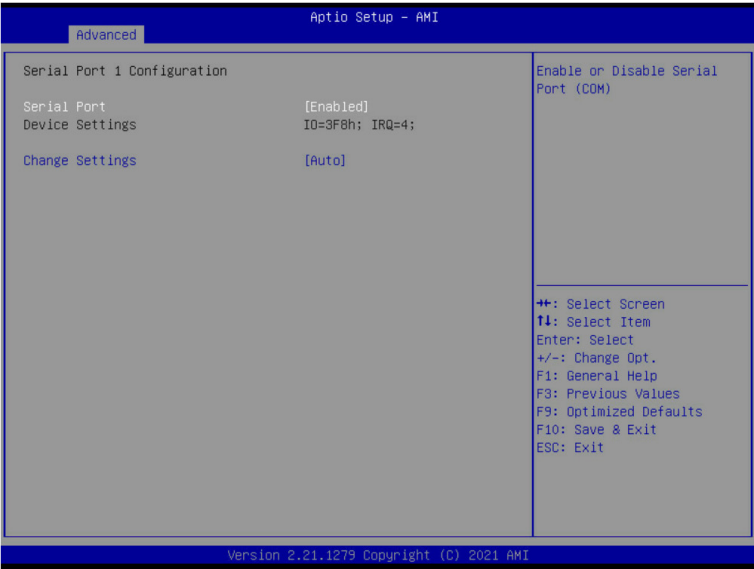 Aptio Setup – AMI
Advanced
Serial Port 1 Configuration
Serial Port [Enabled]
Device Settings IO=3F8h; IRQ=4;
Change Settings [Auto]
Enable or Disable Serial
Port (COM)
→←: Select Screen
↑↓: Select Item
Enter: Select
+/-: Change Opt.
F1: General Help
F3: Previous Values
F9: Optimized Defaults
F10: Save & Exit
ESC: Exit
Version 2.21.1279 Copyright (C) 2021 AMI